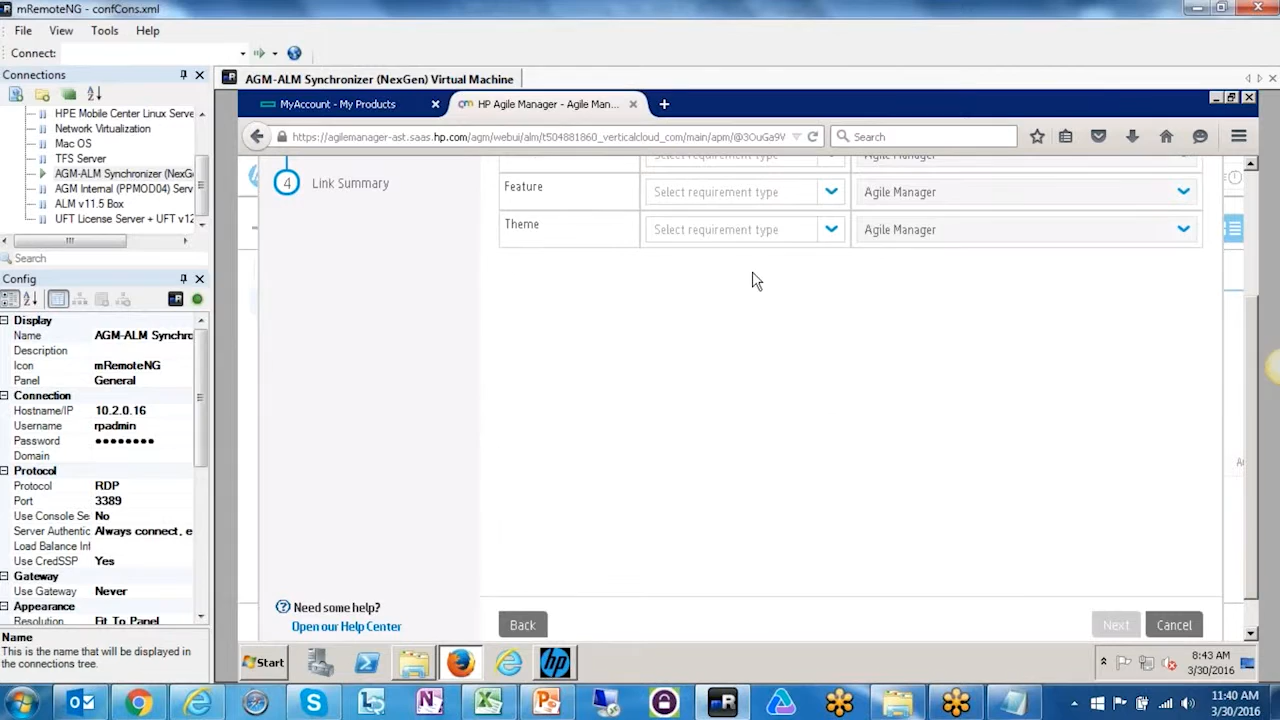 mRemoteNG - confCons.xml
File View Tools Help
Connect:
Connections
HPE Mobile Center Linux Serve
Network Virtualization
Mac OS
TFS Server
AGM-ALM Synchronizer (NexG
AGM Internal (PPMOD04) Serv
ALM v11.5 Box
UFT License Server + UFT v12
Search
Config
Display
Name AGM-ALM Synchro
Description
Icon mRemoteNG
Panel General
Connection
Hostname/IP 10.2.0.16
Username rpadmin
Password ●●●●●●●●
Domain
Protocol
Protocol RDP
Port 3389
Use Console Se No
Server Authentic Always connect, e
Load Balance Inf
Use CredSSP Yes
Gateway
Use Gateway Never
Appearance
Resolution Fit To Panel
Name
This is the name that will be displayed in
the connections tree.
AGM-ALM Synchronizer (NexGen) Virtual Machine
MyAccount - My Products
HP Agile Manager - Agile Man...
https://agilemanager-ast.saas.hp.com/agm/webui/alm/t504881860_verticalcloud_com/main/apm/@3OuGa9V
Search
4 Link Summary
Select requirement type Agile Manager
Feature Select requirement type Agile Manager
Theme Select requirement type Agile Manager
Need some help?
Open our Help Center
Back Next Cancel
Start
8:43 AM
3/30/2016
11:40 AM
3/30/2016